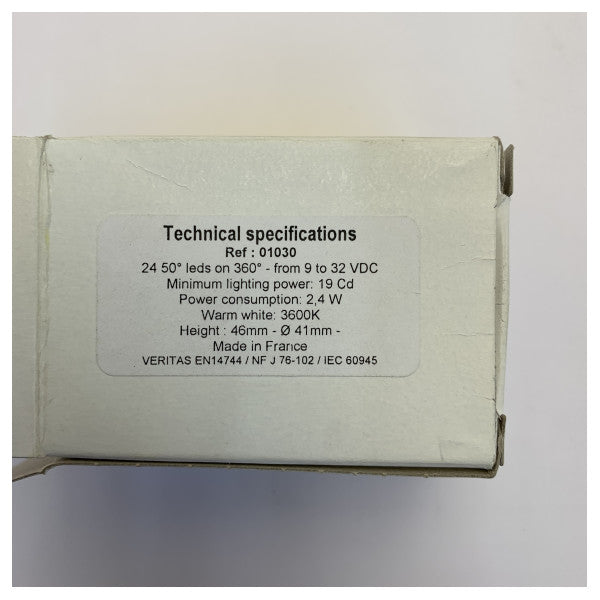 Technical specifications
Ref : 01030
24 50° leds on 360° - from 9 to 32 VDC
Minimum lighting power: 19 Cd
Power consumption: 2,4 W
Warm white: 3600K
Height : 46mm - Ø 41mm -
Made in France
VERITAS EN14744 / NF J 76-102 / IEC 60945